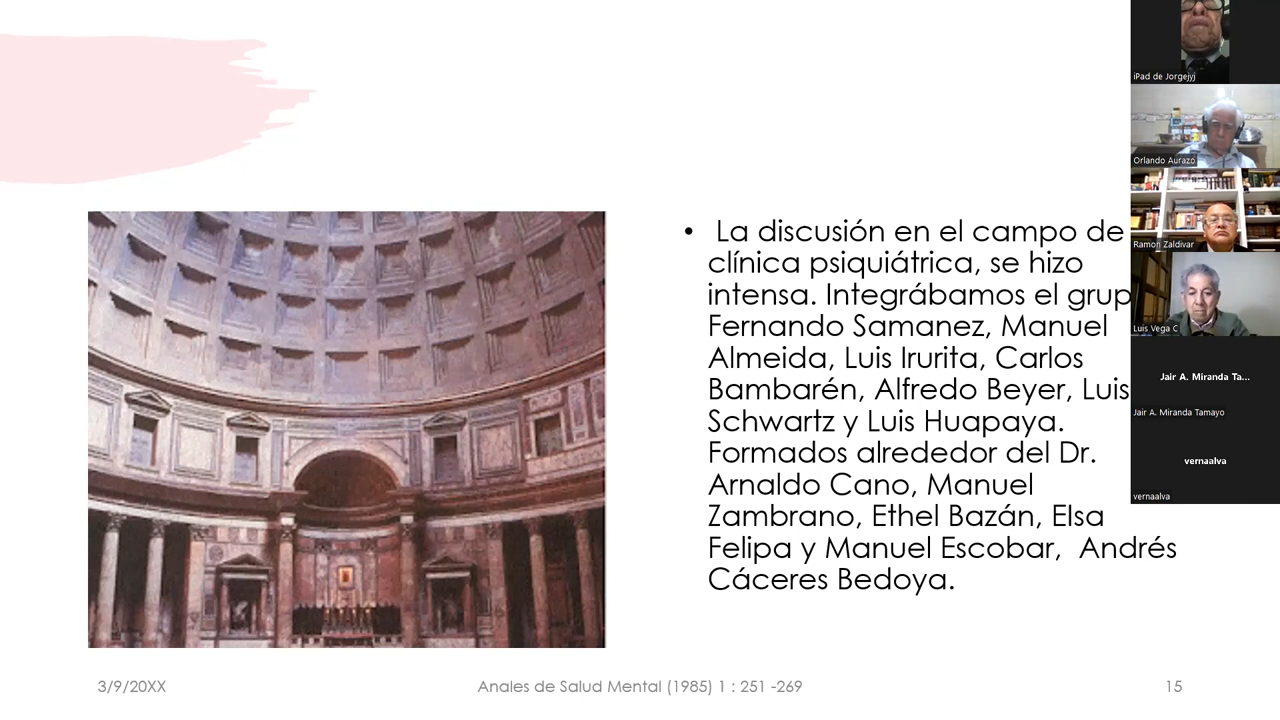 La discusión en el campo de
clínica psiquiátrica, se hizo
intensa. Integrábamos el grup
Fernando Samanez, Manuel
Almeida, Luis Irurita, Carlos
Bambarén, Alfredo Beyer, Luis
Schwartz y Luis Huapaya.
Formados alrededor del Dr.
Arnaldo Cano, Manuel
Zambrano, Ethel Bazán, Elsa
Felipa y Manuel Escobar,  Andrés
Cáceres Bedoya.
3/9/20XX
Anales de Salud Mental (1985) 1 : 251 -269
15
iPad de Jorgejyj
Orlando Aurazo
Ramon Zaldivar
Luis Vega C
Jair A. Miranda Ta...
Jair A. Miranda Tamayo
vernaalva
vernaalva